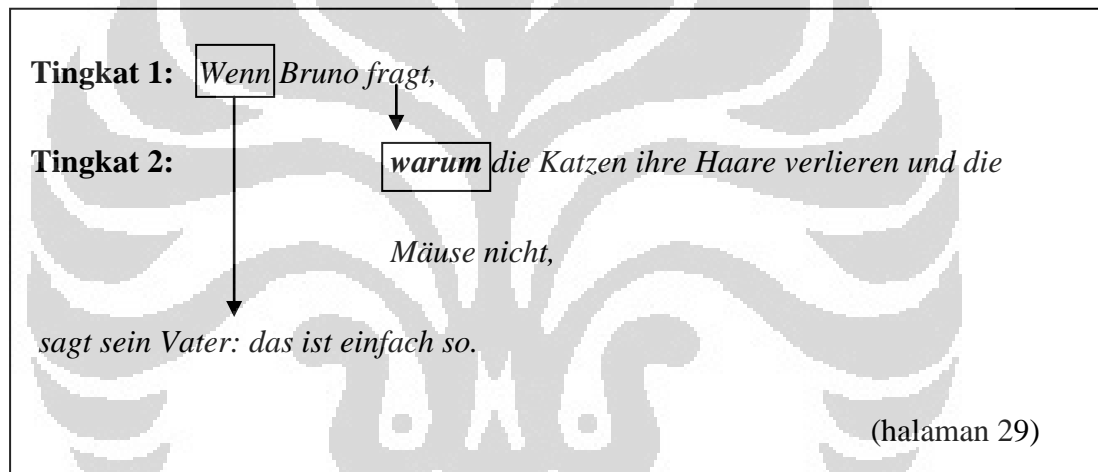 Tingkat 1: Wenn Bruno fragt,
Tingkat 2: warum die Katzen ihre Haare verlieren und die
Mäuse nicht,
sagt sein Vater: das ist einfach so.
(halaman 29)